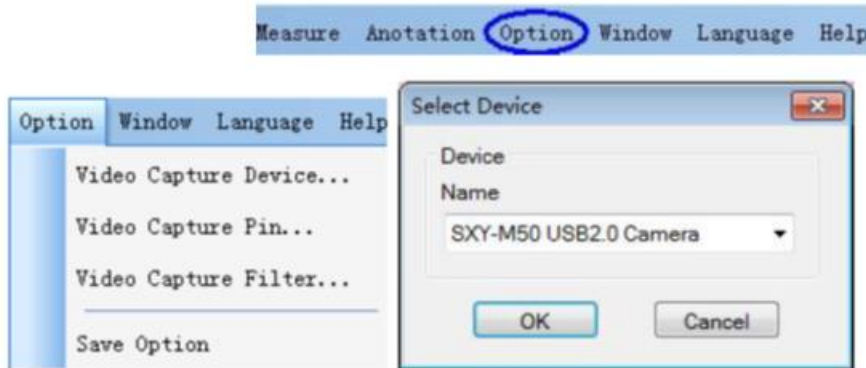 Measure Anotation Option Window Language Help
Option Window Language Help
Video Capture Device...
Video Capture Pin...
Video Capture Filter...
Save Option
Select Device
Device
Name
SXY-M50 USB2.0 Camera
OK Cancel